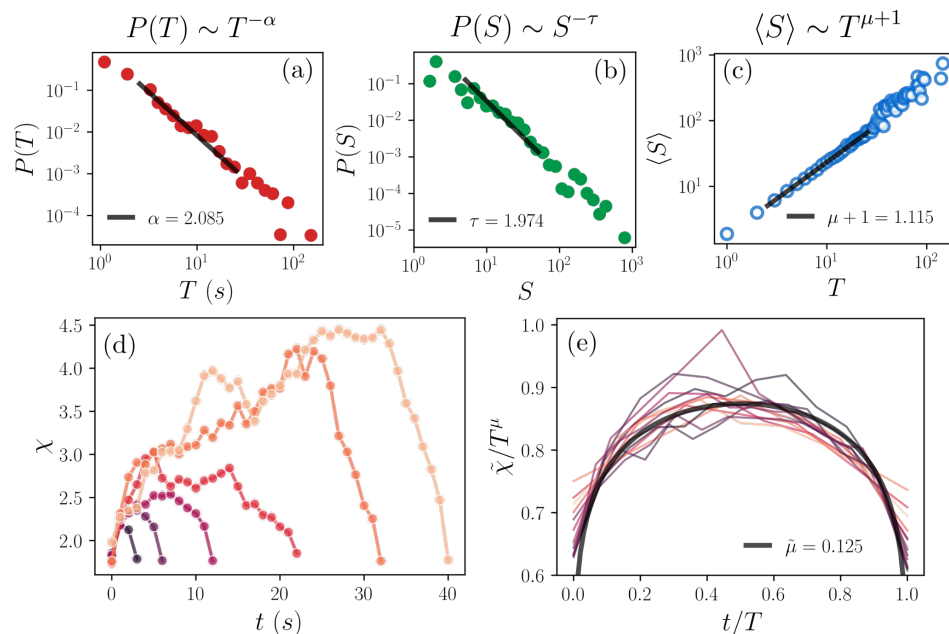 P(T) ∼ T^{-α}
P(S) ∼ S^{-τ}
⟨S⟩ ∼ T^{μ+1}
(a)
P(T)
10^{-1}
10^{-2}
10^{-3}
10^{-4}
α = 2.085
10^0
10^1
10^2
T (s)
(b)
P(S)
10^{-1}
10^{-2}
10^{-3}
10^{-4}
10^{-5}
τ = 1.974
10^0
10^1
10^2
10^3
S
(c)
⟨S⟩
10^3
10^2
10^1
μ + 1 = 1.115
10^0
10^1
10^2
T
(d)
χ
4.5
4.0
3.5
3.0
2.5
2.0
0
10
20
30
40
t (s)
(e)
χ̃/T^μ
1.0
0.9
0.8
0.7
0.6
μ̃ = 0.125
0.0
0.2
0.4
0.6
0.8
1.0
t/T